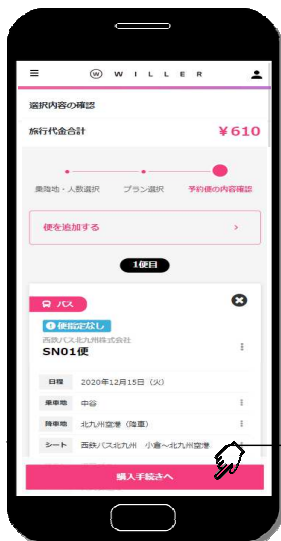 WILLER
選択内容の確認
旅行代金合計 ¥610
乗降地・人数選択 プラン選択 予約便の内容確認
便を追加する
1便目
バス
便指定なし
西鉄バス北九州株式会社
SN01便
日程 2020年12月15日（火）
乗車地 中谷
降車地 北九州空港（降車）
シート 西鉄バス北九州 小倉～北九州空港
購入手続きへ